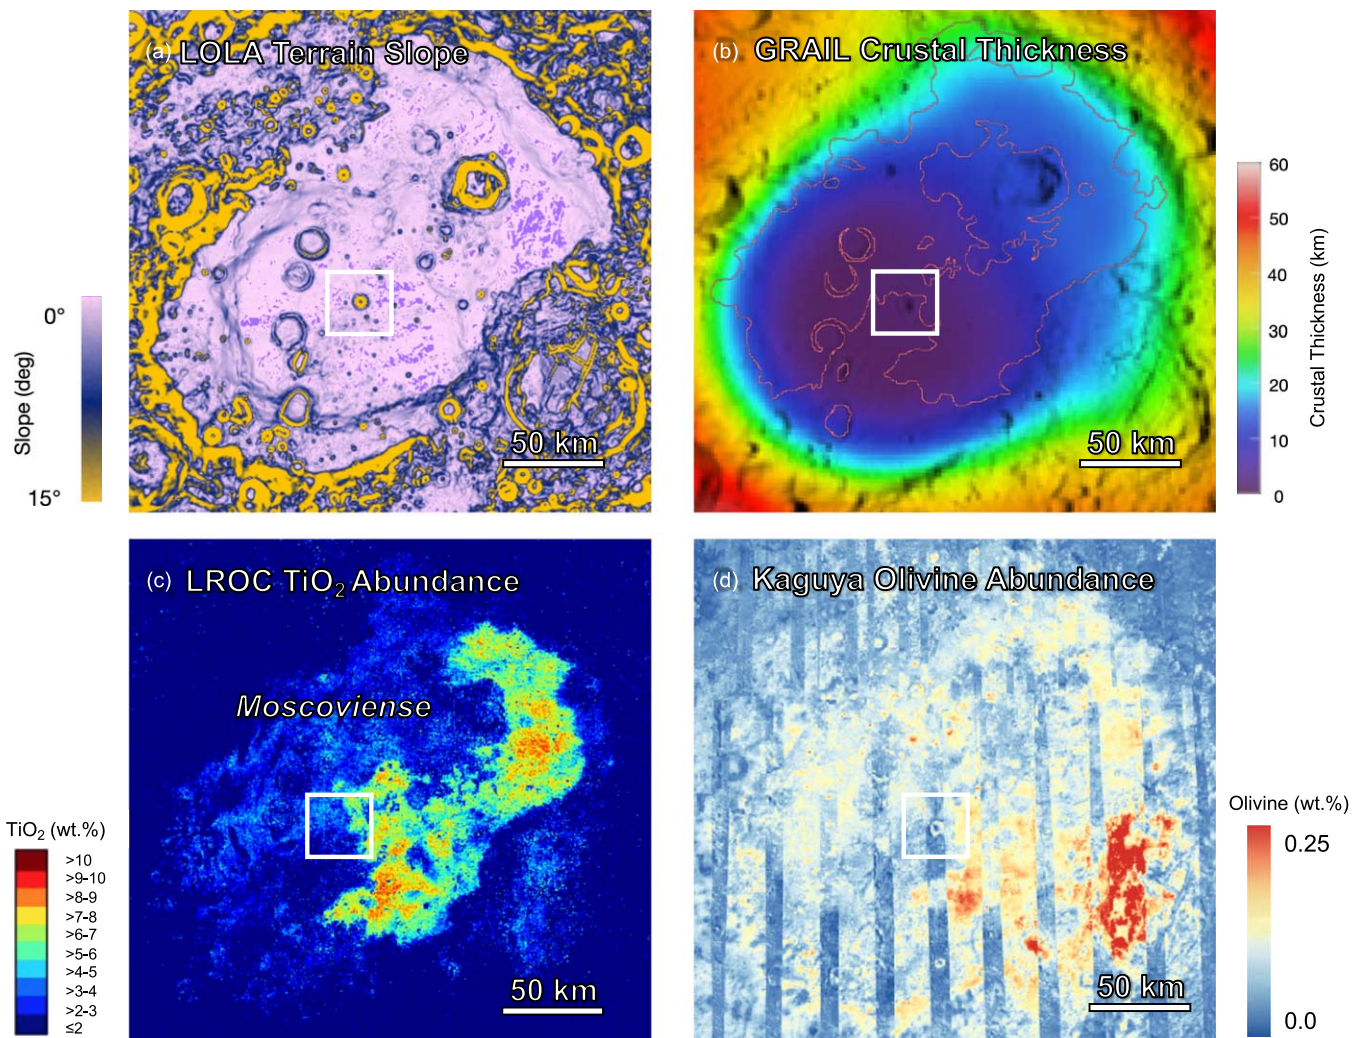 (a) LOLA Terrain Slope
0°
Slope (deg)
15°
50 km
(b) GRAIL Crustal Thickness
60
50
40
30
20
10
0
Crustal Thickness (km)
50 km
(c) LROC TiO₂ Abundance
Moscoviense
TiO₂ (wt.%)
>10
>9-10
>8-9
>7-8
>6-7
>5-6
>4-5
>3-4
>2-3
≤2
50 km
(d) Kaguya Olivine Abundance
Olivine (wt.%)
0.25
0.0
50 km